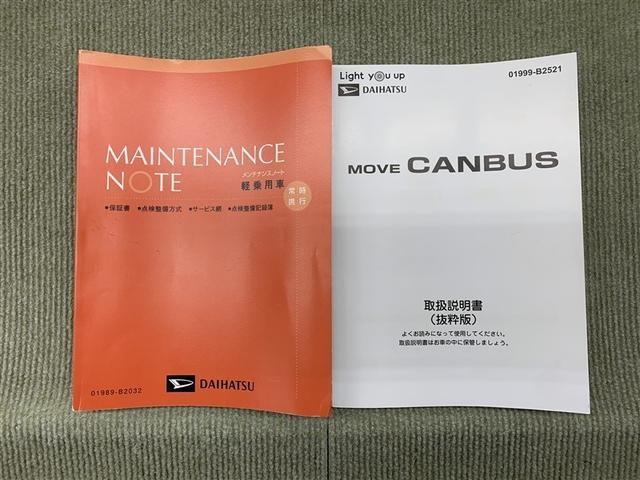 MAINTENANCE
NOTE
メンテナンスノート
軽乗用車
常時
携行
●保証書 ●点検整備方式 ●サービス網 ●点検整備記録簿
DAIHATSU
01989-B2032
Light you up
DAIHATSU
01999-B2521
MOVE CANBUS
取扱説明書
（抜粋版）
よくお読みになって使用してください。
取扱説明書はお車の中に保管しましょう。